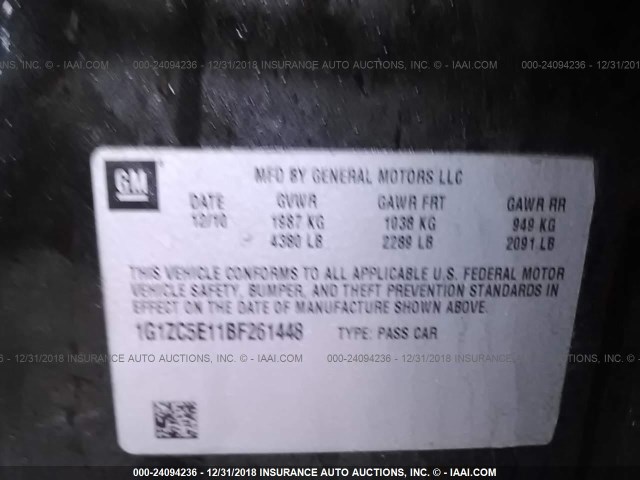 000-24094236 - 12/31/2018 INSURANCE AUTO AUCTIONS, INC. - IAAI.COM
GM
MFD BY GENERAL MOTORS LLC
DATE GVWR GAWR FRT GAWR RR
12/10 1987 KG 1038 KG 949 KG
4380 LB 2289 LB 2091 LB
THIS VEHICLE CONFORMS TO ALL APPLICABLE U.S. FEDERAL MOTOR
VEHICLE SAFETY, BUMPER, AND THEFT PREVENTION STANDARDS IN
EFFECT ON THE DATE OF MANUFACTURE SHOWN ABOVE.
1G1ZC5E11BF261448 TYPE: PASS CAR
000-24094236 - 12/31/2018 INSURANCE AUTO AUCTIONS, INC. - IAAI.COM